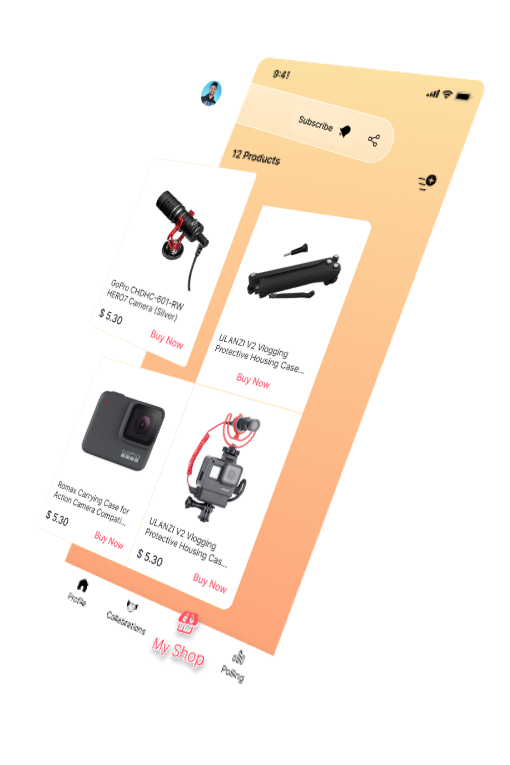 9:41
Subscribe
12 Products
GoPro CHDHC-601-RW
HERO7 Camera (Silver)
$ 5.30
Buy Now
ULANZI V2 Vlogging
Protective Housing Case...
Buy Now
Romax Carrying Case for
Action Camera Compati...
$ 5.30
Buy Now
ULANZI V2 Vlogging
Protective Housing Cas...
$ 5.30
Buy Now
Profile
Collabrations
My Shop
Polling